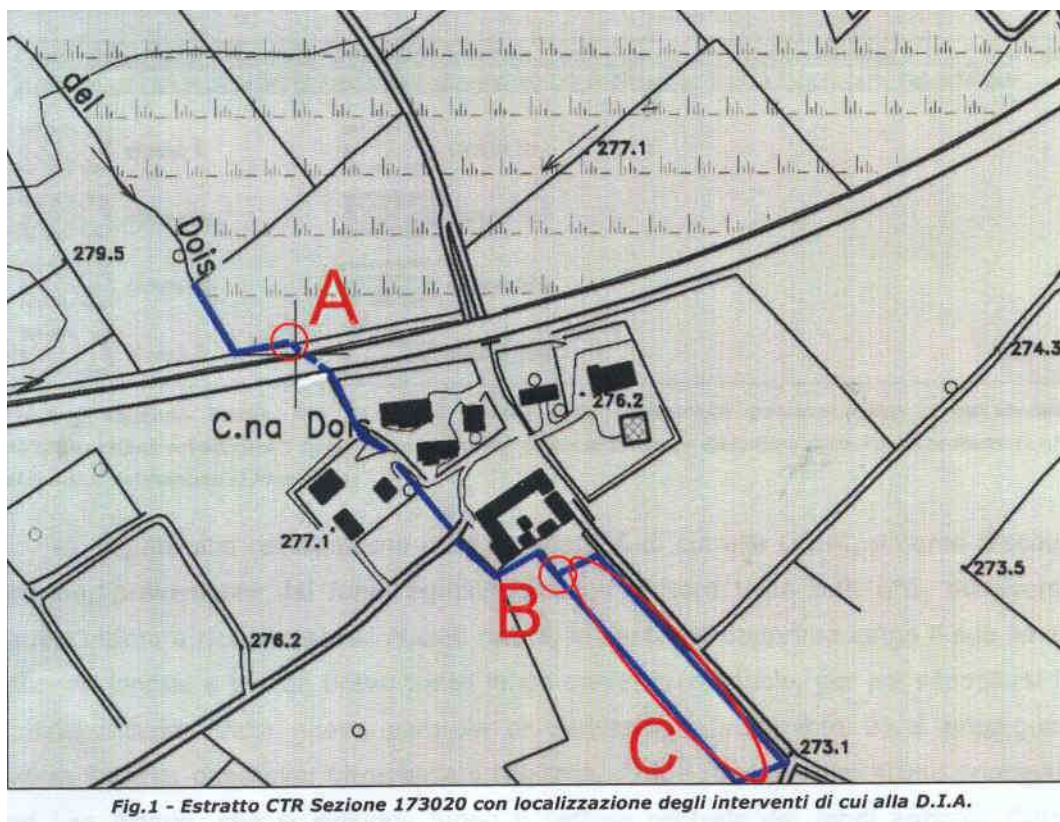 del
Dois
277.1
279.5
A
274.3
276.2
C.na Dois
277.1
B
273.5
276.2
C
273.1
Fig.1 - Estratto CTR Sezione 173020 con localizzazione degli interventi di cui alla D.I.A.